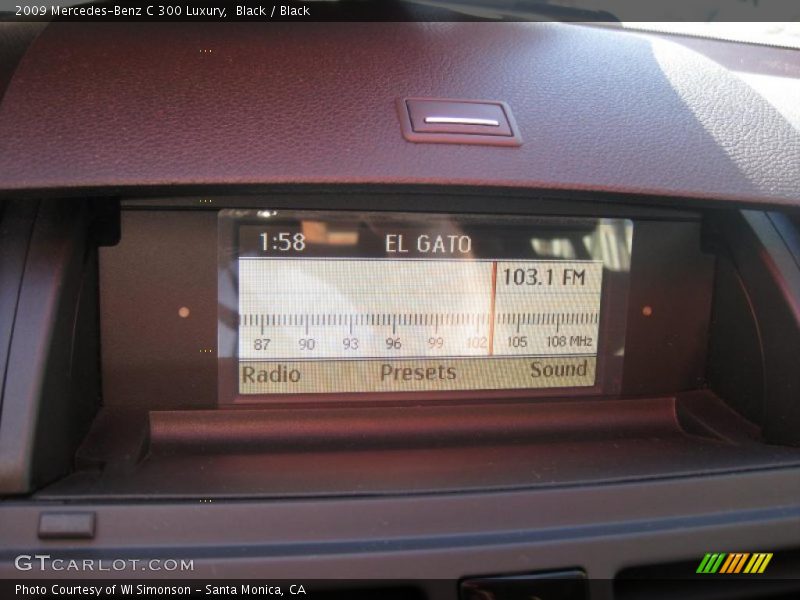 2009 Mercedes-Benz C 300 Luxury,  Black / Black
1:58 EL GATO
103.1 FM
87 90 93 96 99 102 105 108 MHz
Radio Presets Sound
GTCARLOT.COM
Photo Courtesy of WI Simonson - Santa Monica, CA